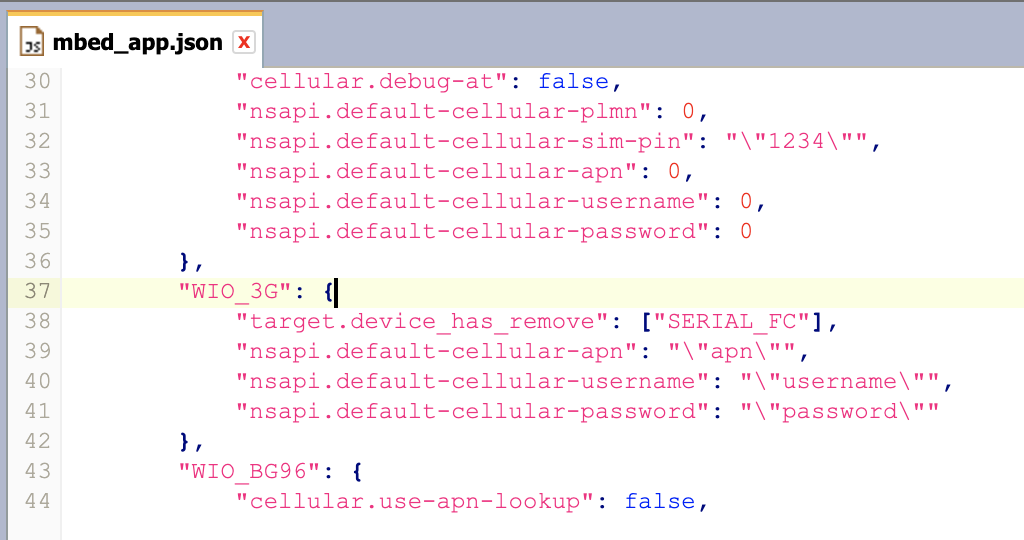 mbed_app.json x
30 "cellular.debug-at": false,
31 "nsapi.default-cellular-plmn": 0,
32 "nsapi.default-cellular-sim-pin": "\"1234\"",
33 "nsapi.default-cellular-apn": 0,
34 "nsapi.default-cellular-username": 0,
35 "nsapi.default-cellular-password": 0
36 },
37 "WIO_3G": {
38 "target.device_has_remove": ["SERIAL_FC"],
39 "nsapi.default-cellular-apn": "\"apn\"",
40 "nsapi.default-cellular-username": "\"username\"",
41 "nsapi.default-cellular-password": "\"password\""
42 },
43 "WIO_BG96": {
44 "cellular.use-apn-lookup": false,